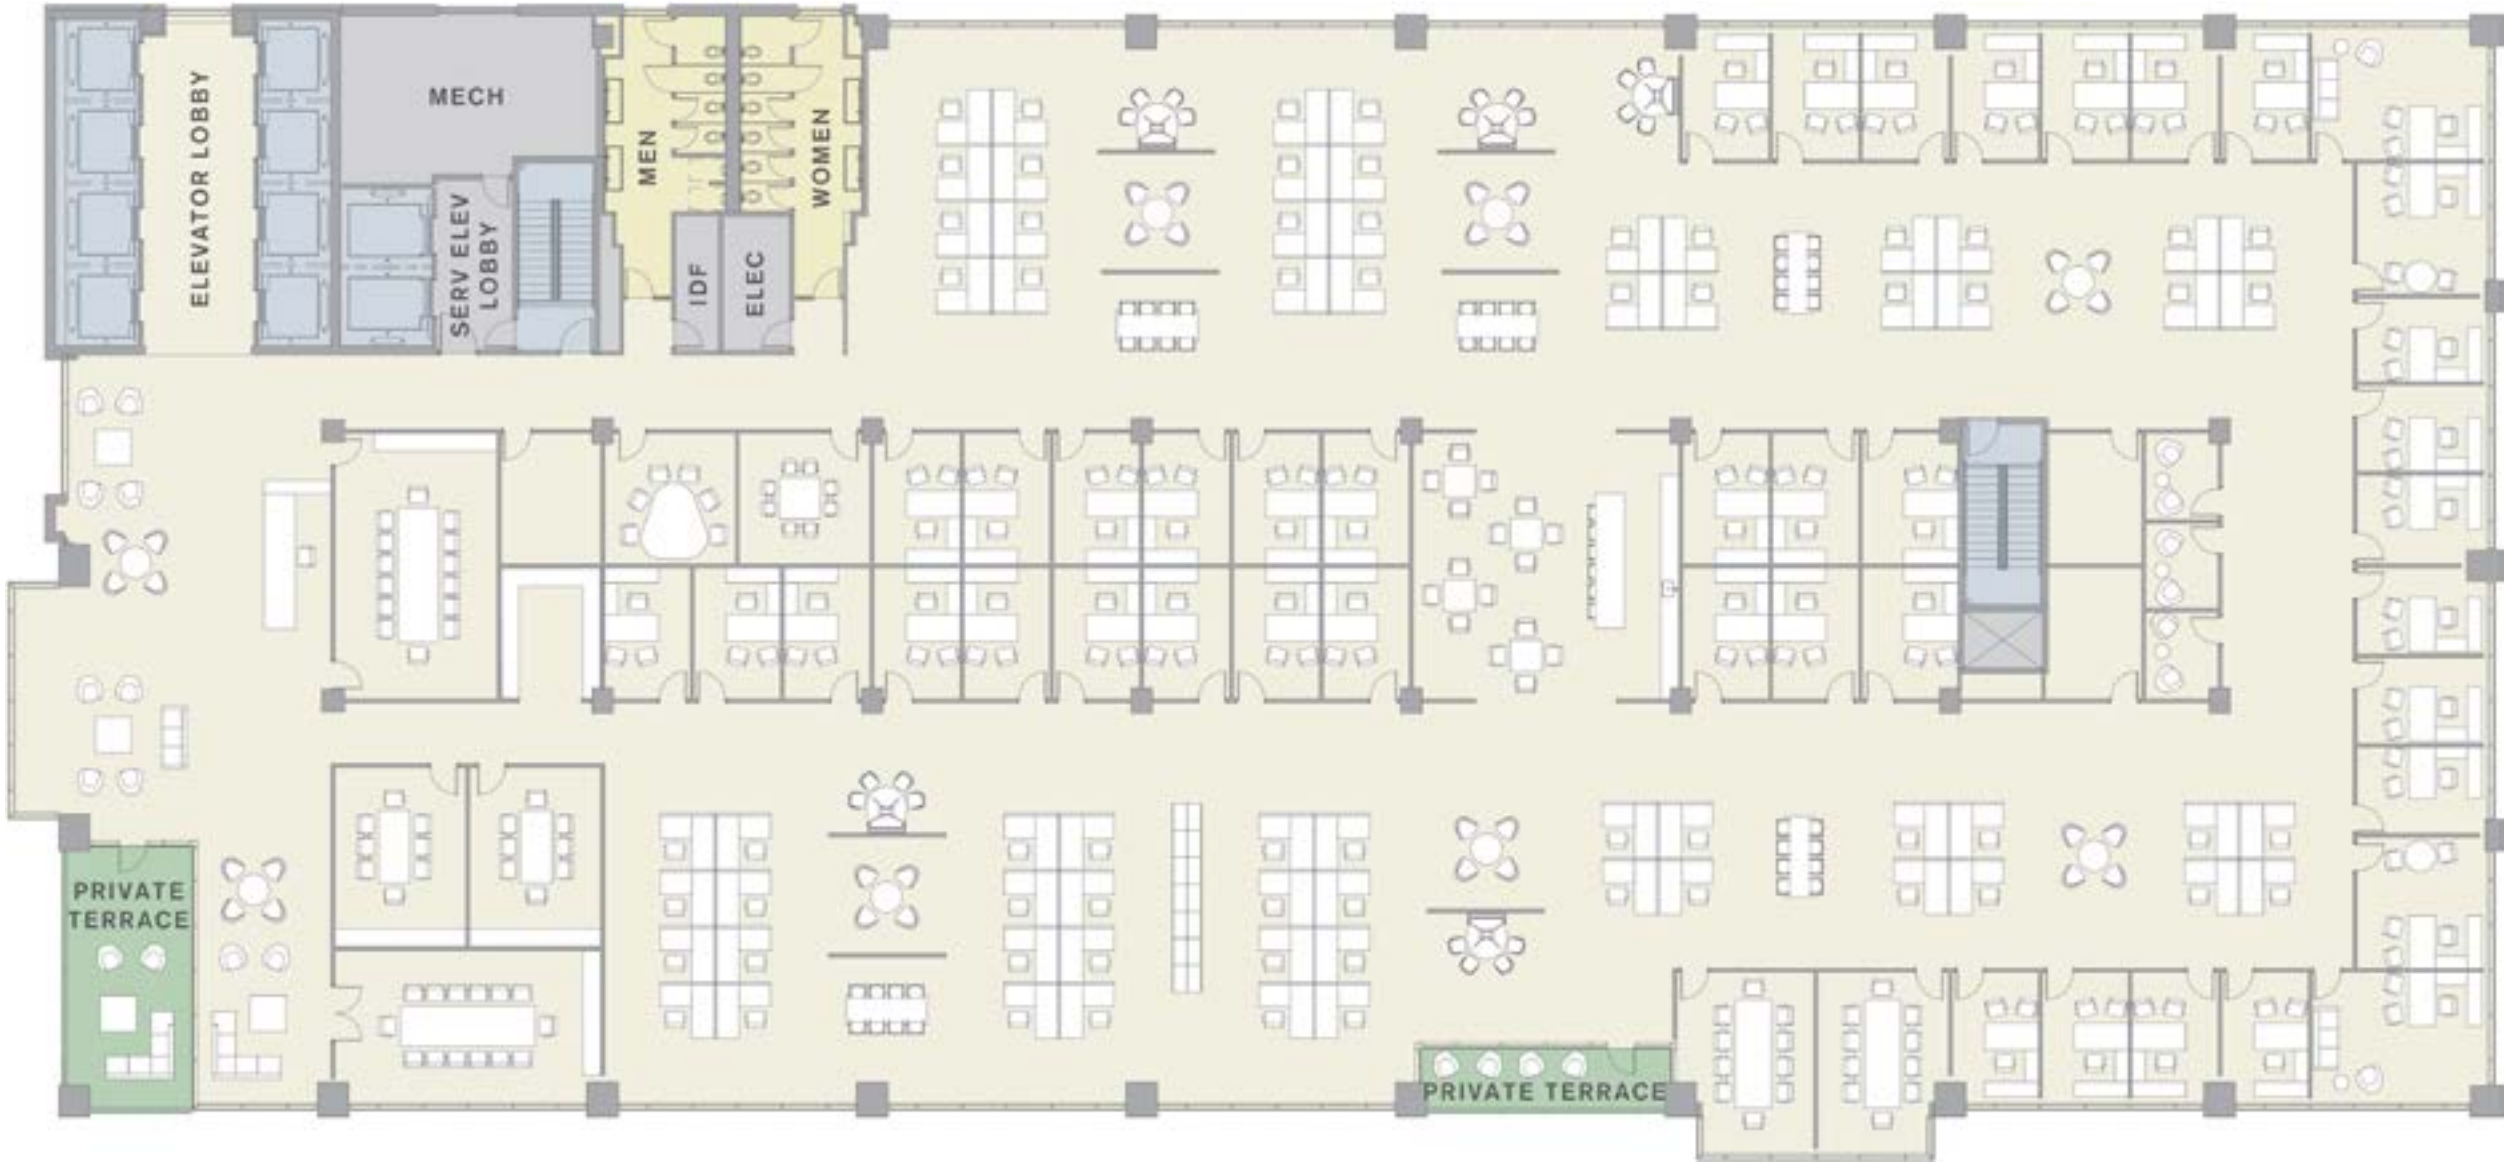 ELEVATOR LOBBY
MECH
SERV ELEV
LOBBY
MEN
WOMEN
IDF
ELEC
PRIVATE
TERRACE
PRIVATE TERRACE